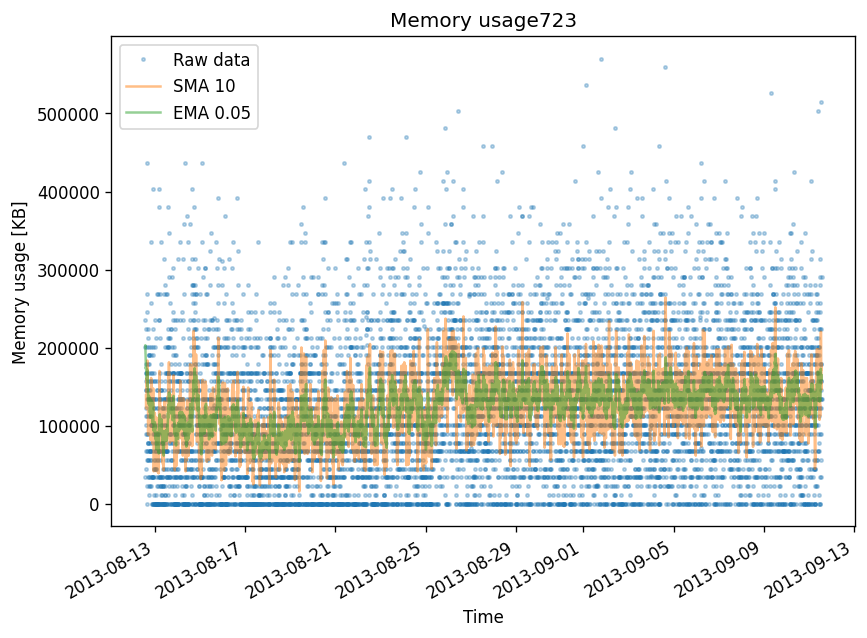 Memory usage723
Raw data
SMA 10
EMA 0.05
Memory usage [KB]
500000
400000
300000
200000
100000
0
2013-08-13
2013-08-17
2013-08-21
2013-08-25
2013-08-29
2013-09-01
2013-09-05
2013-09-09
2013-09-13
Time